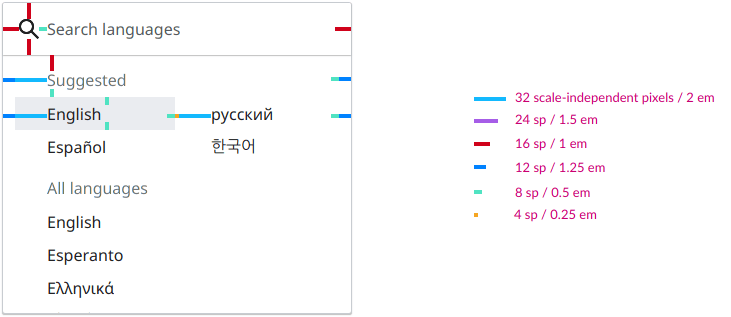 Search languages
Suggested
English русский
Español 한국어
All languages
English
Esperanto
Ελληνικά
32 scale-independent pixels / 2 em
24 sp / 1.5 em
16 sp / 1 em
12 sp / 1.25 em
8 sp / 0.5 em
4 sp / 0.25 em